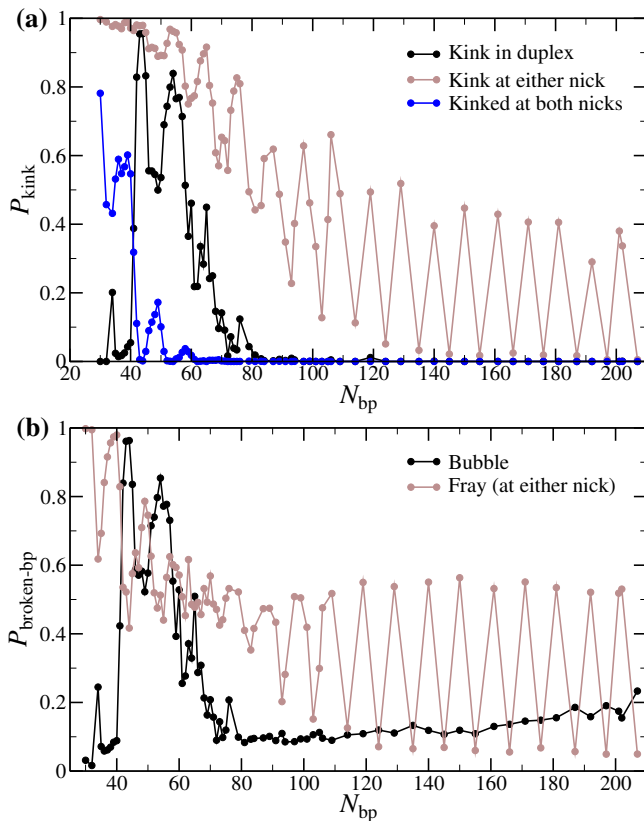 (a)
1
0.8
0.6
0.4
0.2
0
P_kink
Kink in duplex
Kink at either nick
Kinked at both nicks
20 40 60 80 100 120 140 160 180 200
N_bp
(b)
1
0.8
0.6
0.4
0.2
0
P_broken-bp
Bubble
Fray (at either nick)
40 60 80 100 120 140 160 180 200
N_bp